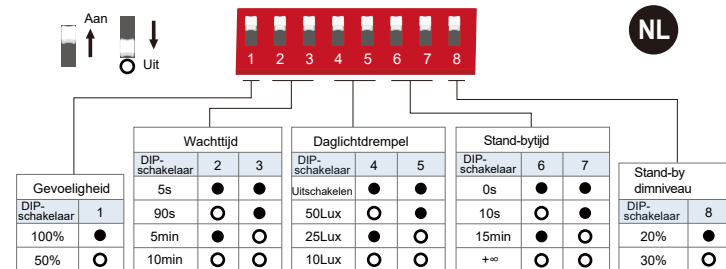 Aan
Uit
NL
1 2 3 4 5 6 7 8
Gevoeligheid
DIP-schakelaar 1
100% ●
50% O
Wachttijd
DIP-schakelaar 2 3
5s ● ●
90s O ●
5min ● O
10min O O
Daglichtdrempel
DIP-schakelaar 4 5
Uitschakelen ● ●
50Lux O ●
25Lux ● O
10Lux O O
Stand-bytijd
DIP-schakelaar 6 7
0s ● ●
10s O ●
15min ● O
+∞ O O
Stand-by
dimniveau
DIP-schakelaar 8
20% ●
30% O